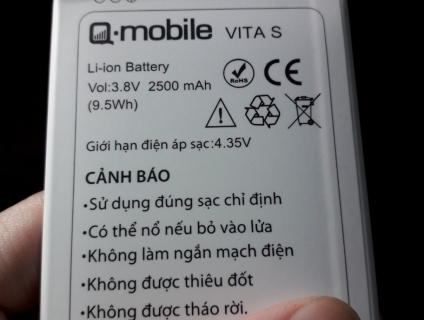 Q·mobile VITA S
Li-ion Battery
Vol:3.8V 2500 mAh
(9.5Wh)
RoHS
CE
Giới hạn điện áp sạc:4.35V
CẢNH BÁO
•Sử dụng đúng sạc chỉ định
•Có thể nổ nếu bỏ vào lửa
•Không làm ngắn mạch điện
•Không được thiêu đốt
•Không được tháo rời.